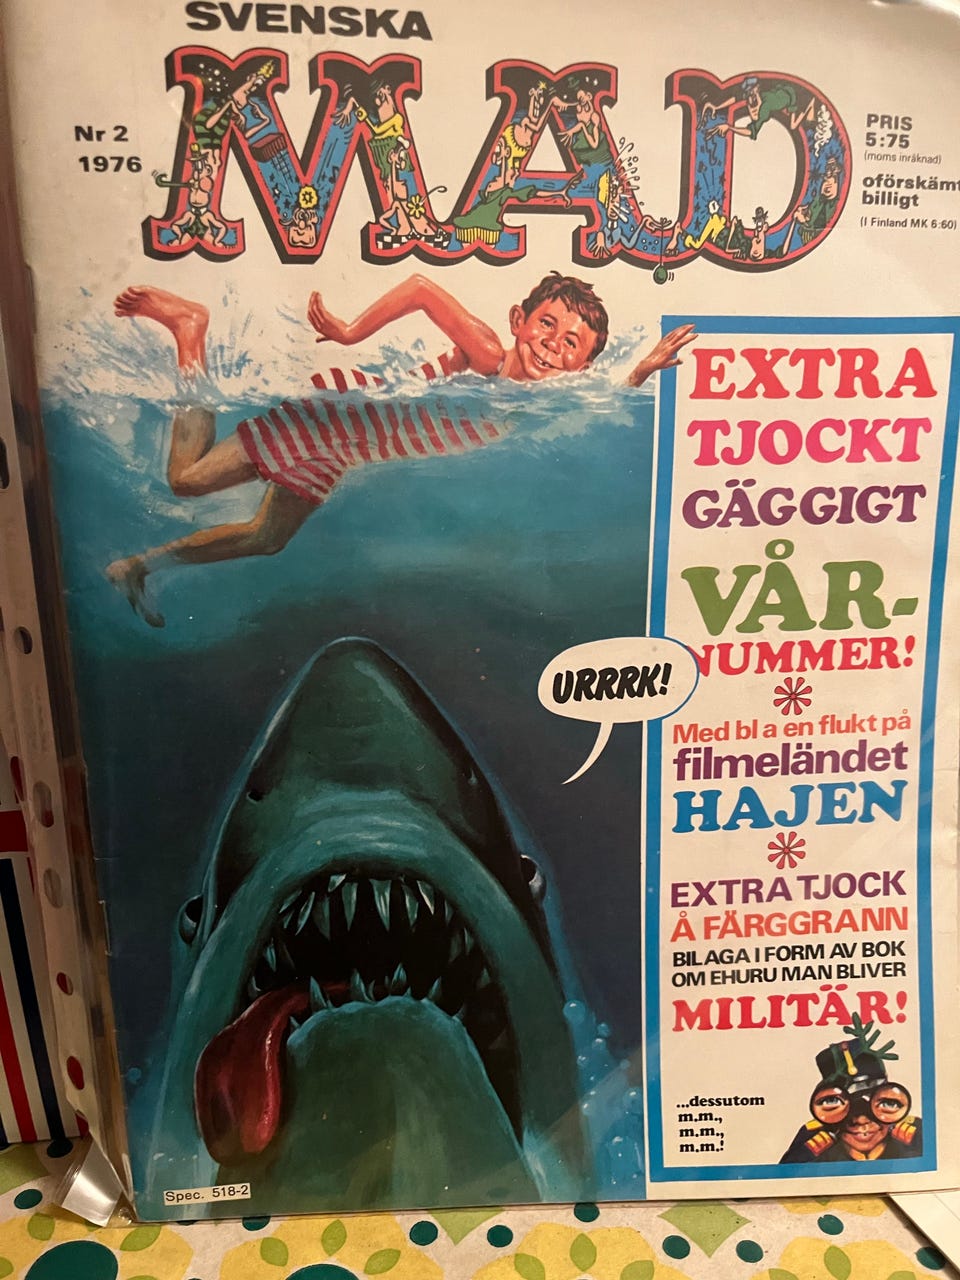 SVENSKA
MAD
Nr 2
1976
PRIS
5:75
(moms inräknad)
oförskämt
billigt
(I Finland MK 6:60)
EXTRA
TJOCKT
GÄGGIGT
VÅR-
NUMMER!
URRRK!
Med bl a en flukt på
filmeländet
HAJEN
EXTRA TJOCK
Å FÄRGGRANN
BILAGA I FORM AV BOK
OM EHURU MAN BLIVER
MILITÄR!
...dessutom
m.m.,
m.m.,
m.m.!
Spec. 518-2